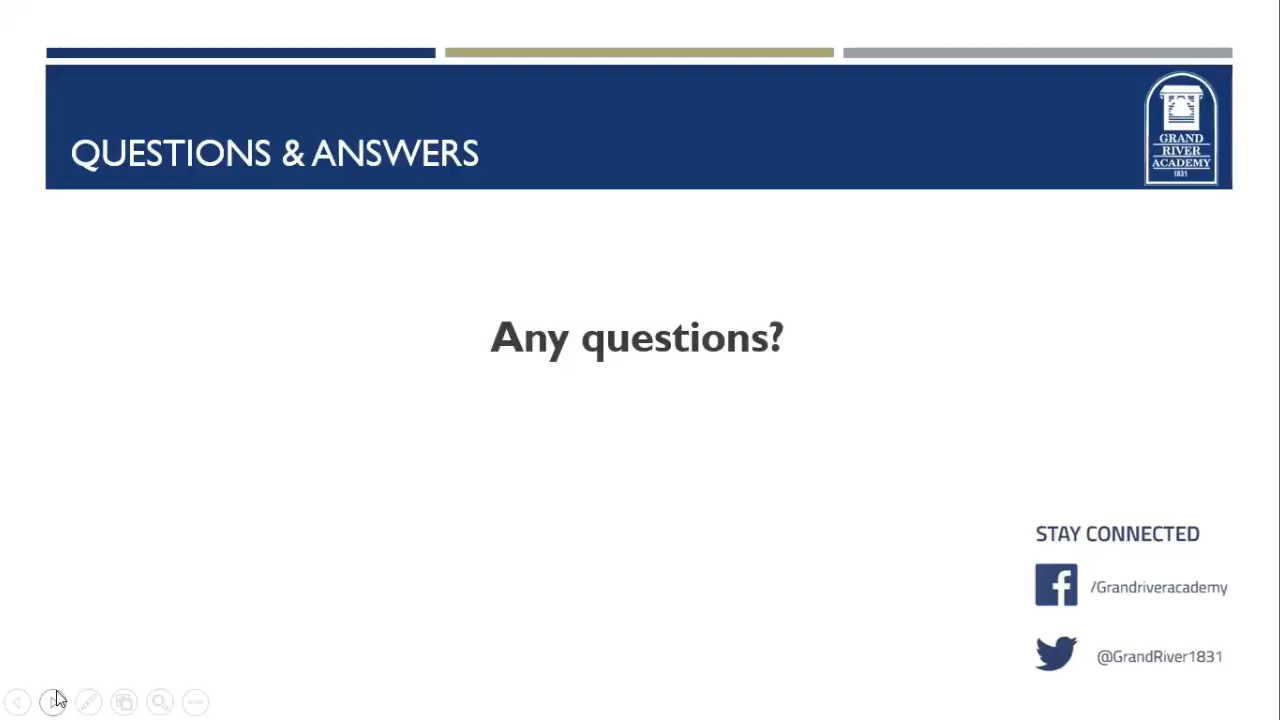 QUESTIONS & ANSWERS
GRAND
RIVER
ACADEMY
1831
Any questions?
STAY CONNECTED
/Grandriveracademy
@GrandRiver1831